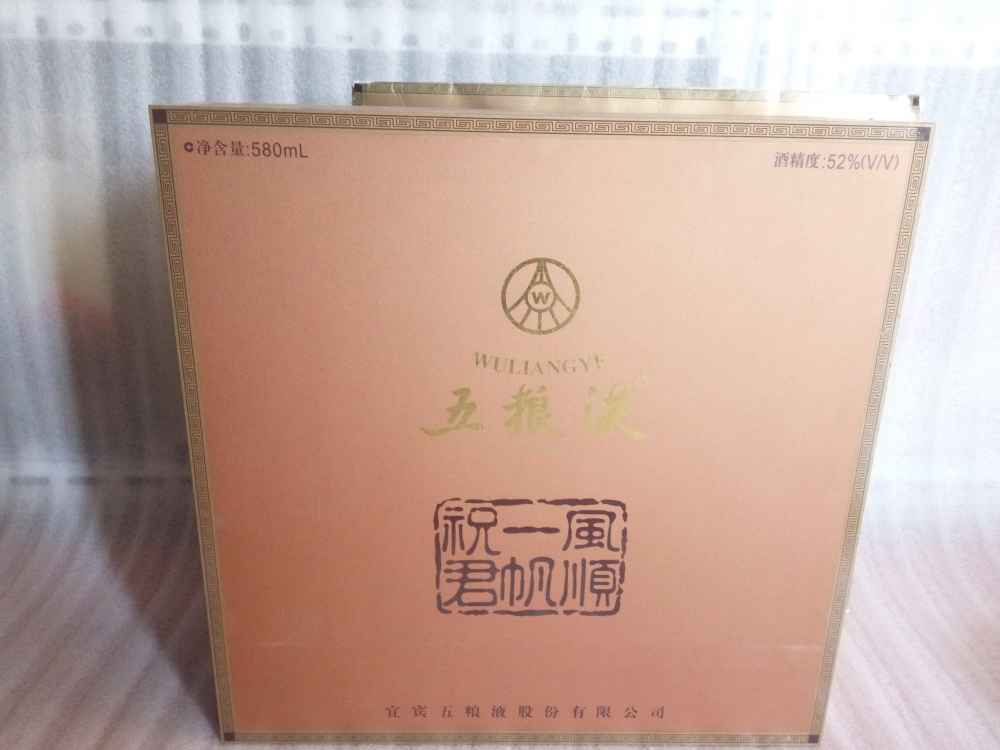 净含量:580mL
酒精度:52%(V/V)
W
WULIANGYE
五粮液
祝一風
君帆順
宜宾五粮液股份有限公司